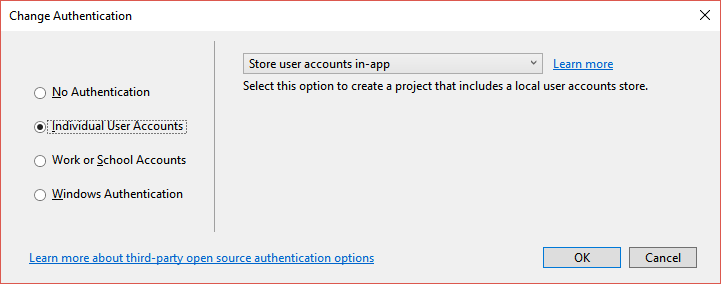 Change Authentication
Store user accounts in-app
Learn more
Select this option to create a project that includes a local user accounts store.
No Authentication
Individual User Accounts
Work or School Accounts
Windows Authentication
Learn more about third-party open source authentication options
OK
Cancel